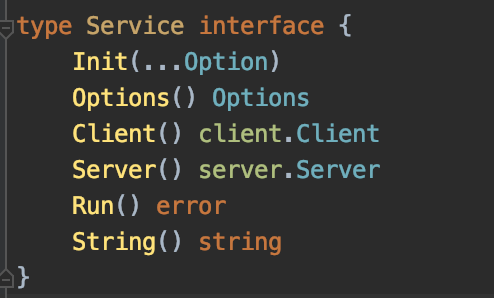 type Service interface {
Init(...Option)
Options() Options
Client() client.Client
Server() server.Server
Run() error
String() string
}